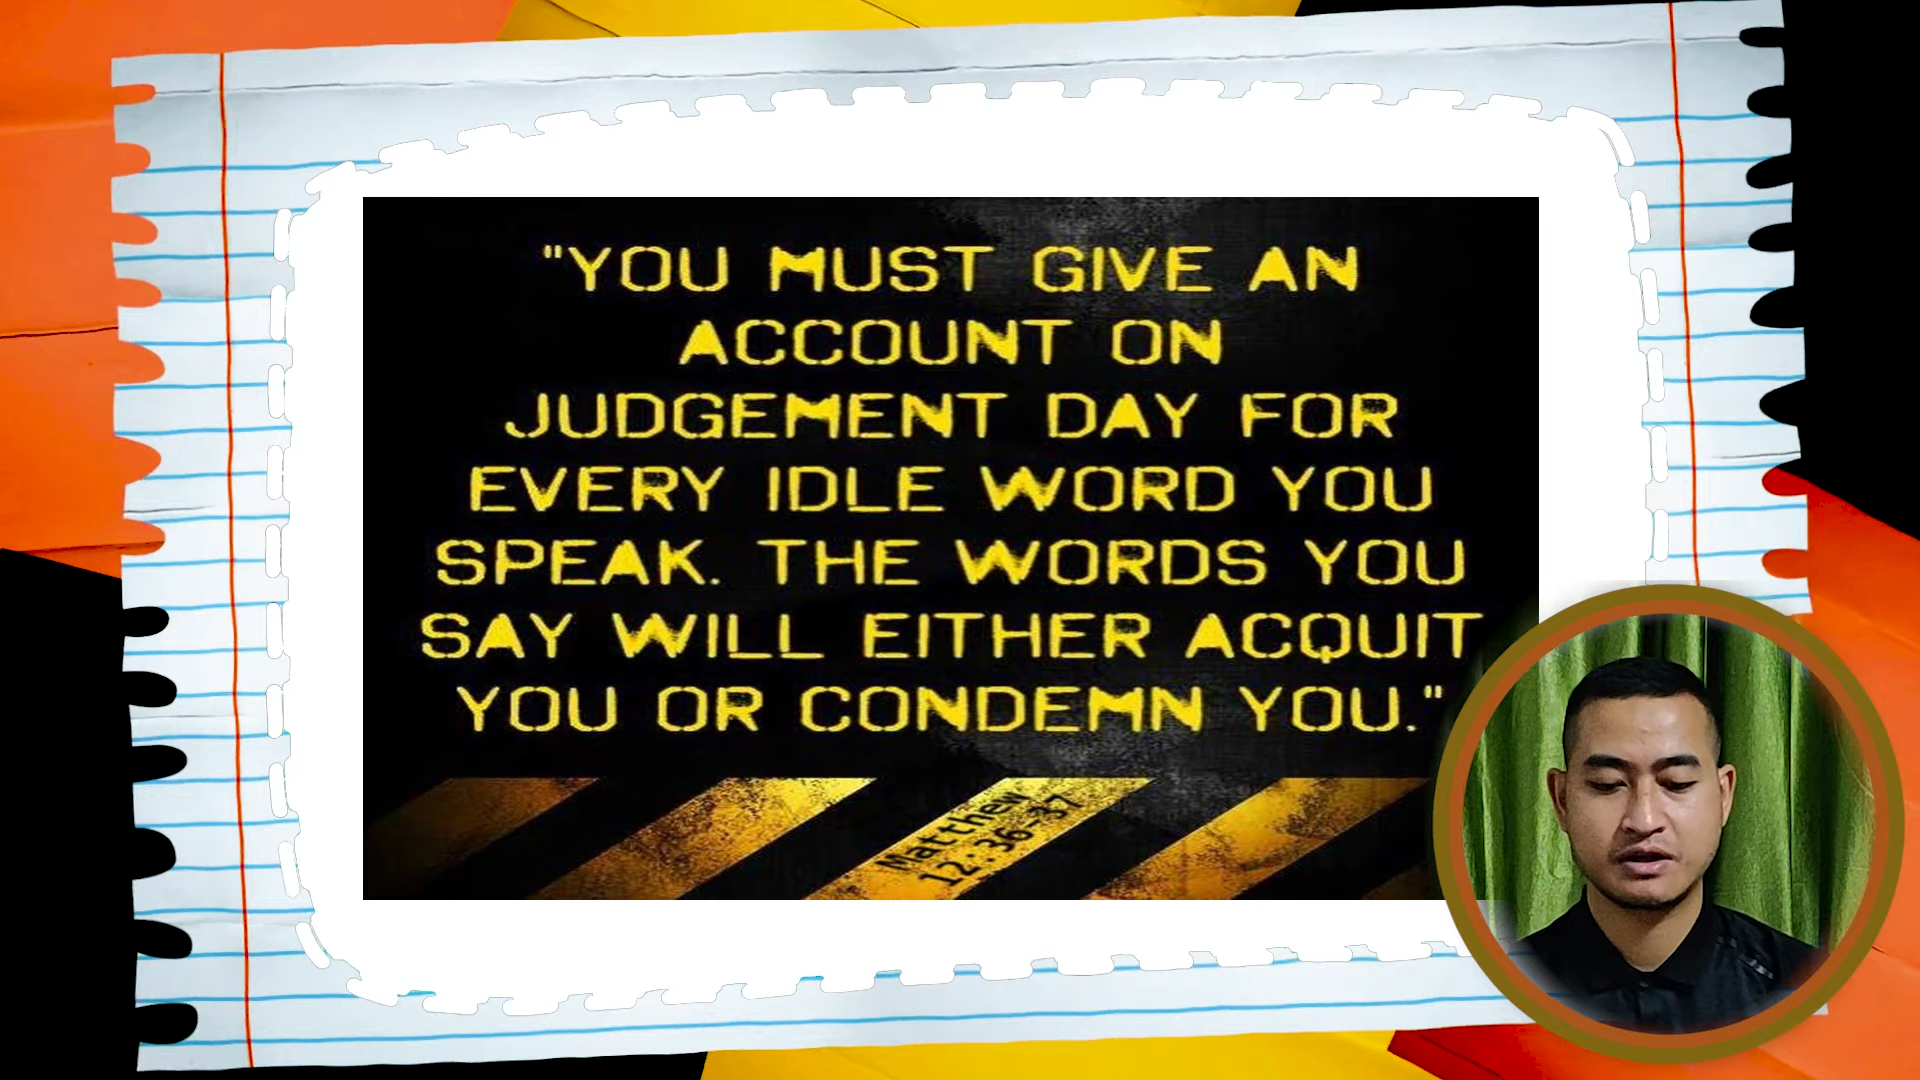 "YOU MUST GIVE AN
ACCOUNT ON
JUDGEMENT DAY FOR
EVERY IDLE WORD YOU
SPEAK. THE WORDS YOU
SAY WILL EITHER ACQUIT
YOU OR CONDEMN YOU."
Matthew
12:36-37